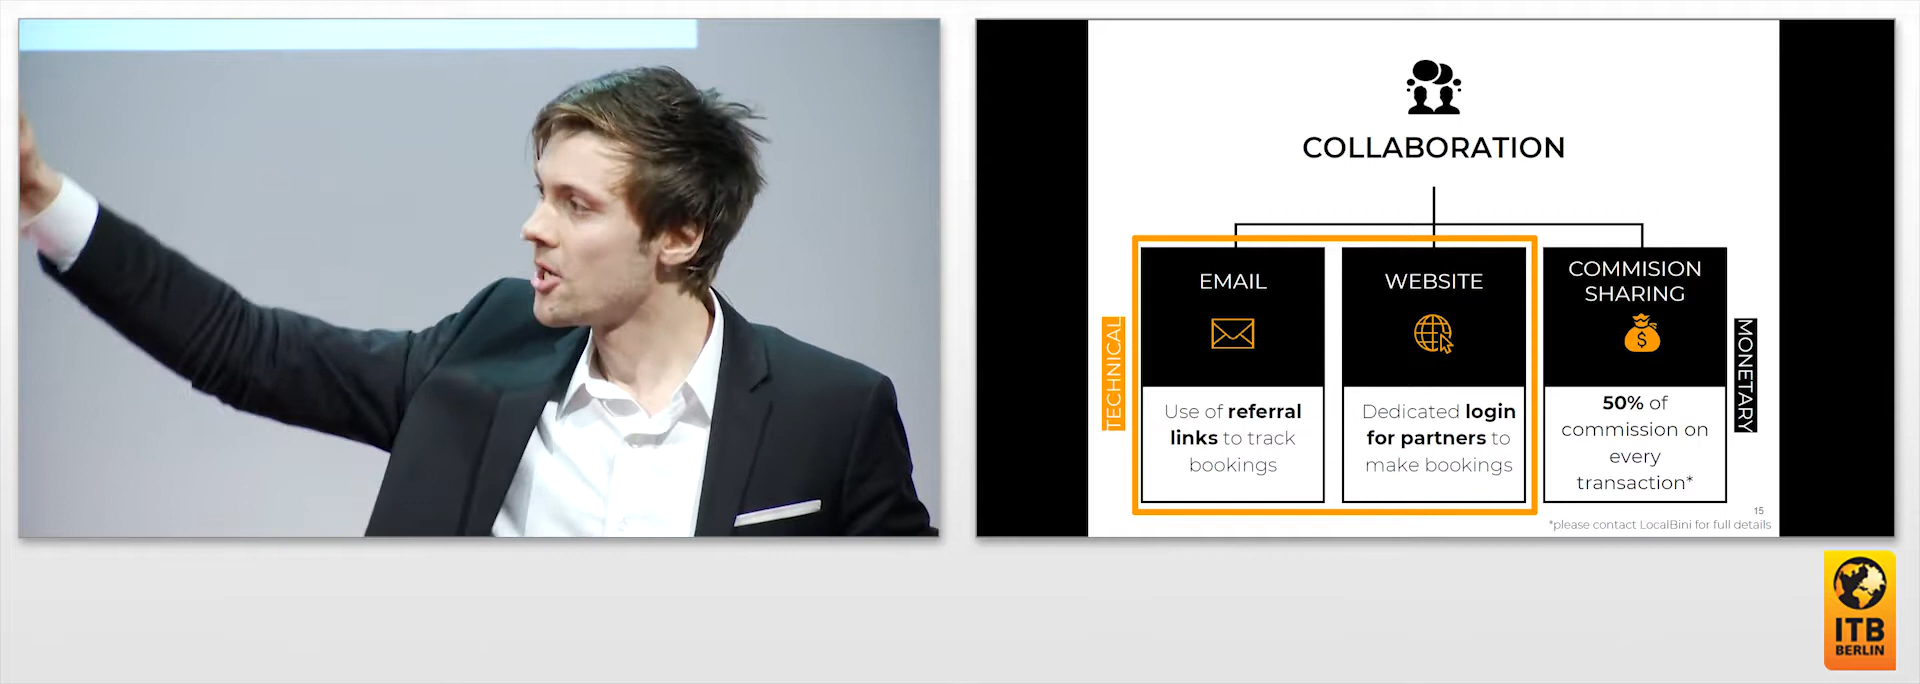 COLLABORATION
TECHNICAL
EMAIL
Use of referral
links to track
bookings
WEBSITE
Dedicated login
for partners to
make bookings
COMMISION
SHARING
$
50% of
commission on
every
transaction*
MONETARY
15
*please contact LocalBini for full details
ITB
BERLIN